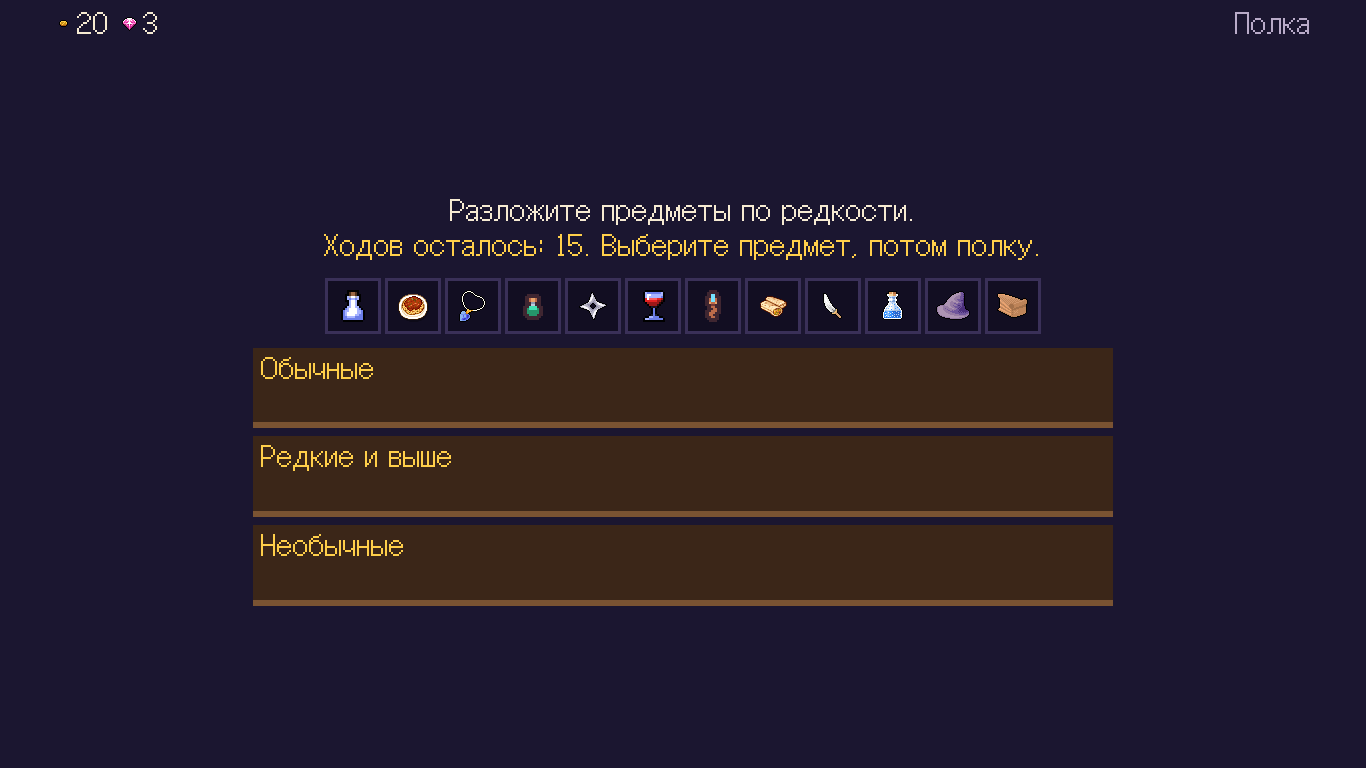 20 3
Полка
Разложите предметы по редкости.
Ходов осталось: 15. Выберите предмет, потом полку.
Обычные
Редкие и выше
Необычные